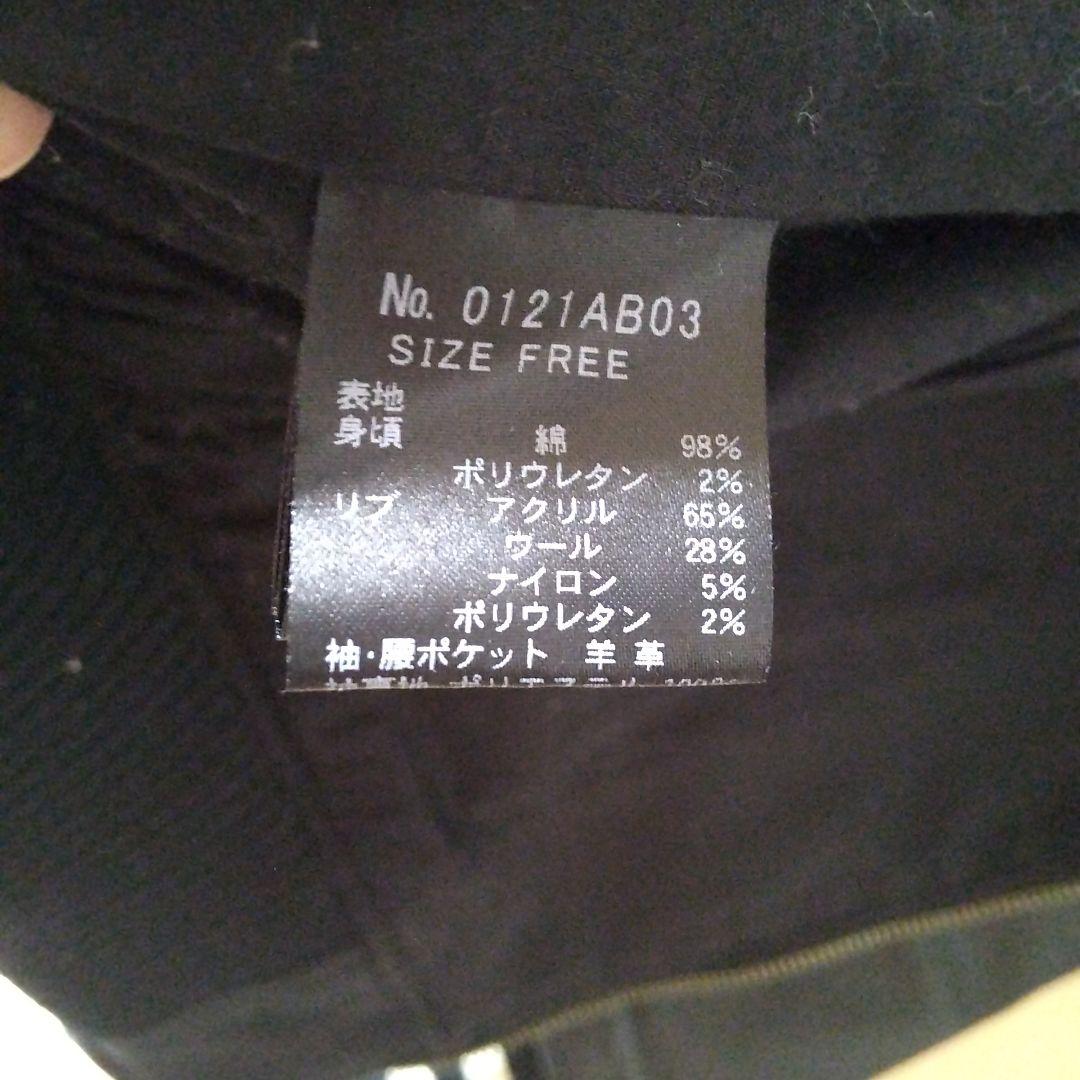 No. 0121AB03
SIZE FREE
表地
身頃 綿 98%
ポリウレタン 2%
リブ アクリル 65%
ウール 28%
ナイロン 5%
ポリウレタン 2%
袖・腰ポケット 羊革